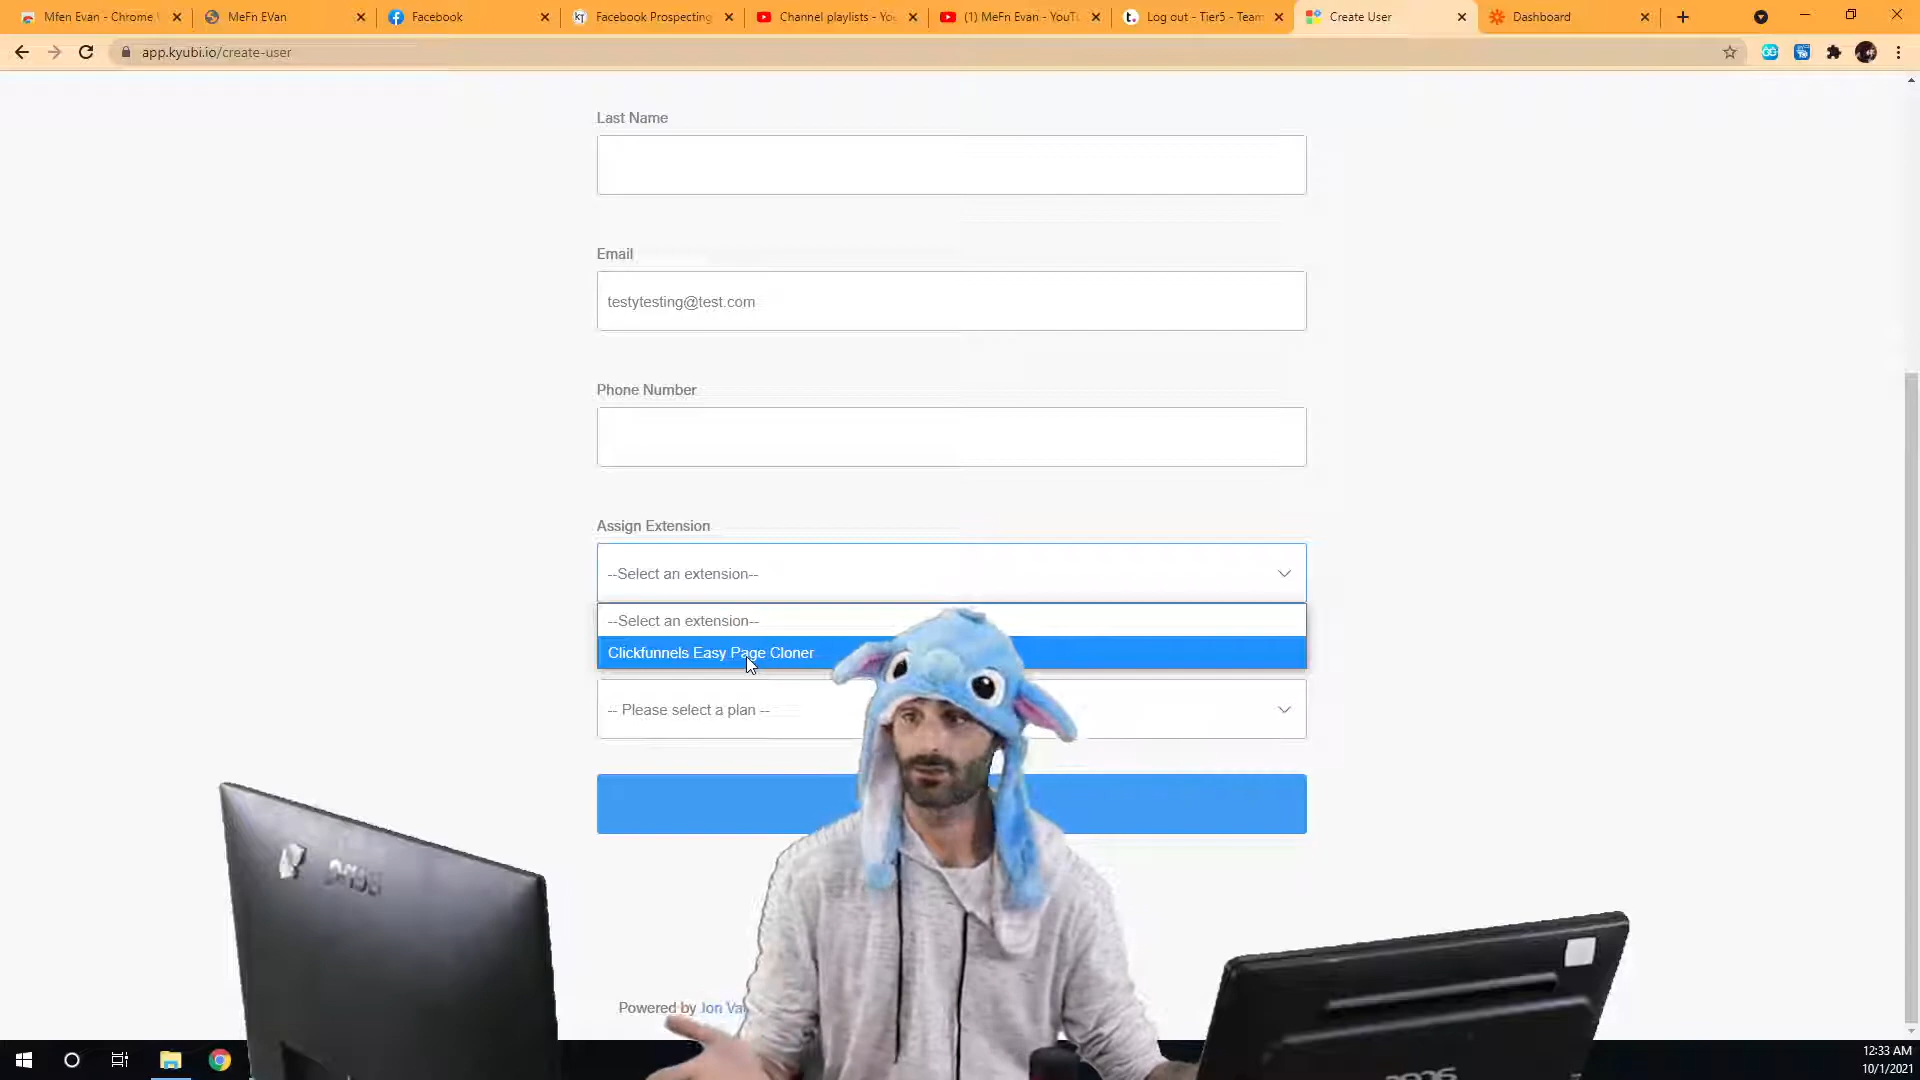 Mfen Evan - Chrome
MeFn EVan
Facebook
Facebook Prospecting
Channel playlists - Yo
(1) MeFn Evan - YouT
Log out - Tier5 - Team
Create User
Dashboard
app.kyubi.io/create-user
Last Name
Email
testytesting@test.com
Phone Number
Assign Extension
--Select an extension--
--Select an extension--
Clickfunnels Easy Page Cloner
-- Please select a plan --
Powered by Jon Va
12:33 AM
10/1/2021